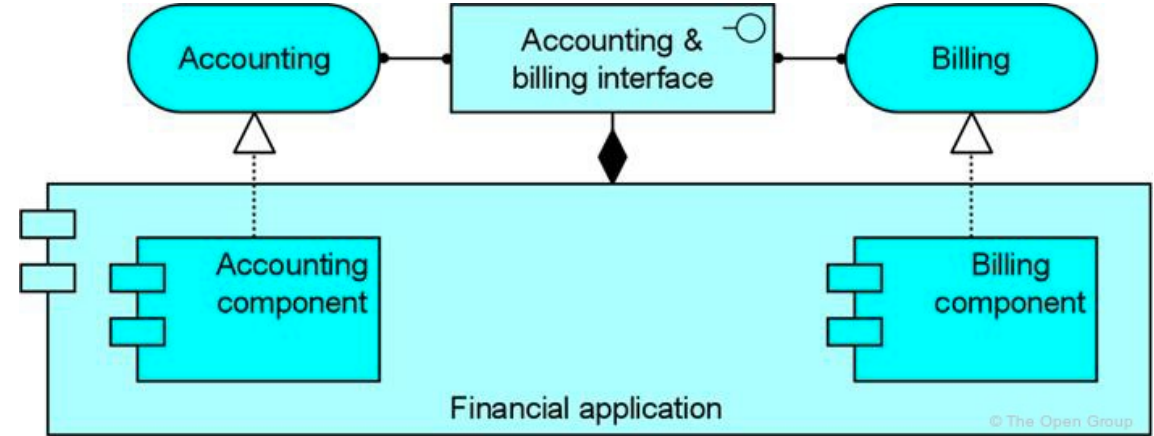 Accounting
Accounting &
billing interface
Billing
Accounting
component
Billing
component
Financial application
© The Open Group